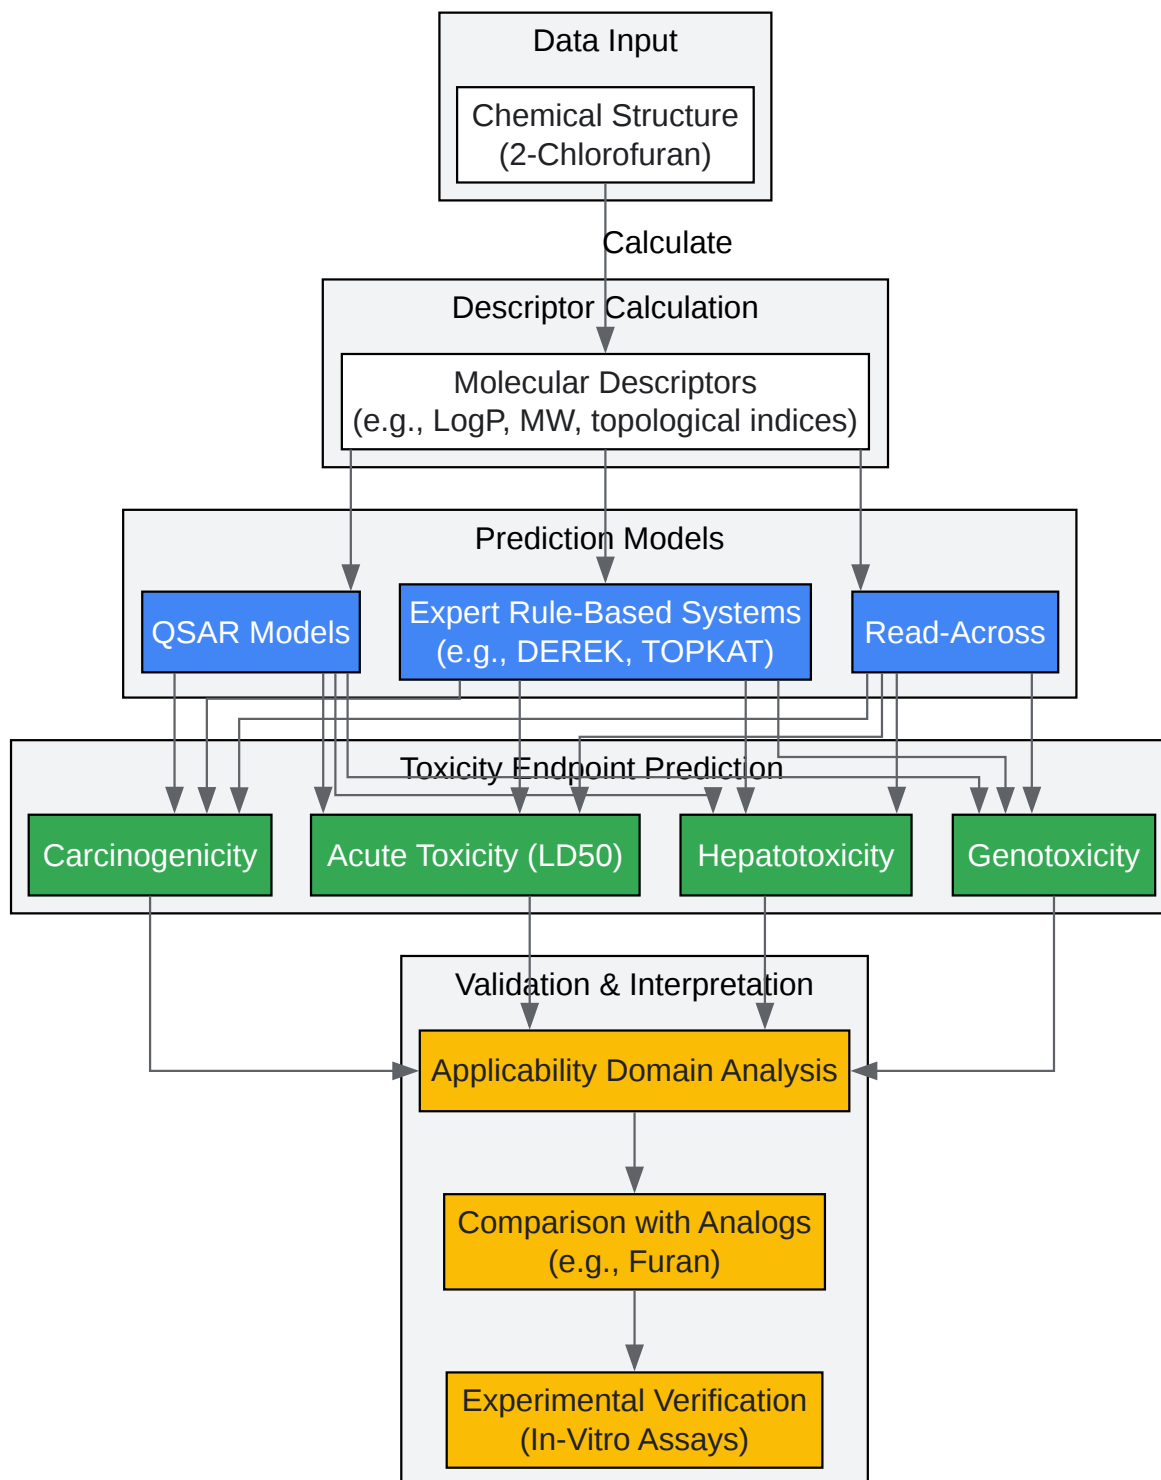 Data Input
Chemical Structure
(2-Chlorofuran)
Calculate
Descriptor Calculation
Molecular Descriptors
(e.g., LogP, MW, topological indices)
Prediction Models
QSAR Models
Expert Rule-Based Systems
(e.g., DEREK, TOPKAT)
Read-Across
Toxicity Endpoint Prediction
Carcinogenicity
Acute Toxicity (LD50)
Hepatotoxicity
Genotoxicity
Validation & Interpretation
Applicability Domain Analysis
Comparison with Analogs
(e.g., Furan)
Experimental Verification
(In-Vitro Assays)